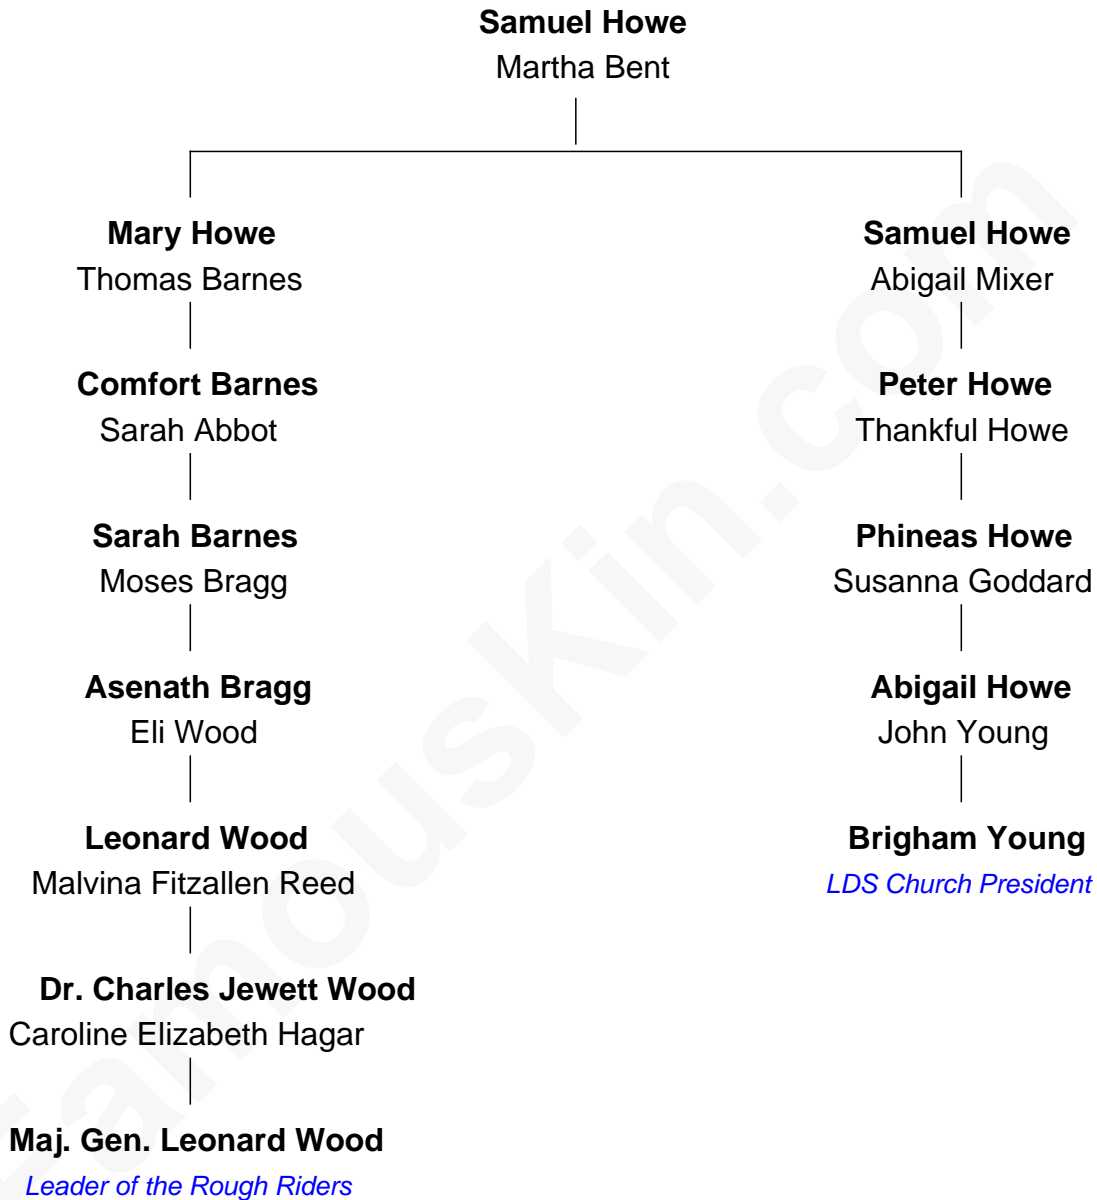 Samuel Howe
Martha Bent
Mary Howe
Thomas Barnes
Samuel Howe
Abigail Mixer
Comfort Barnes
Sarah Abbot
Peter Howe
Thankful Howe
Sarah Barnes
Moses Bragg
Phineas Howe
Susanna Goddard
Asenath Bragg
Eli Wood
Abigail Howe
John Young
Leonard Wood
Malvina Fitzallen Reed
Brigham Young
LDS Church President
Dr. Charles Jewett Wood
Caroline Elizabeth Hagar
Maj. Gen. Leonard Wood
Leader of the Rough Riders
FamousKin.com